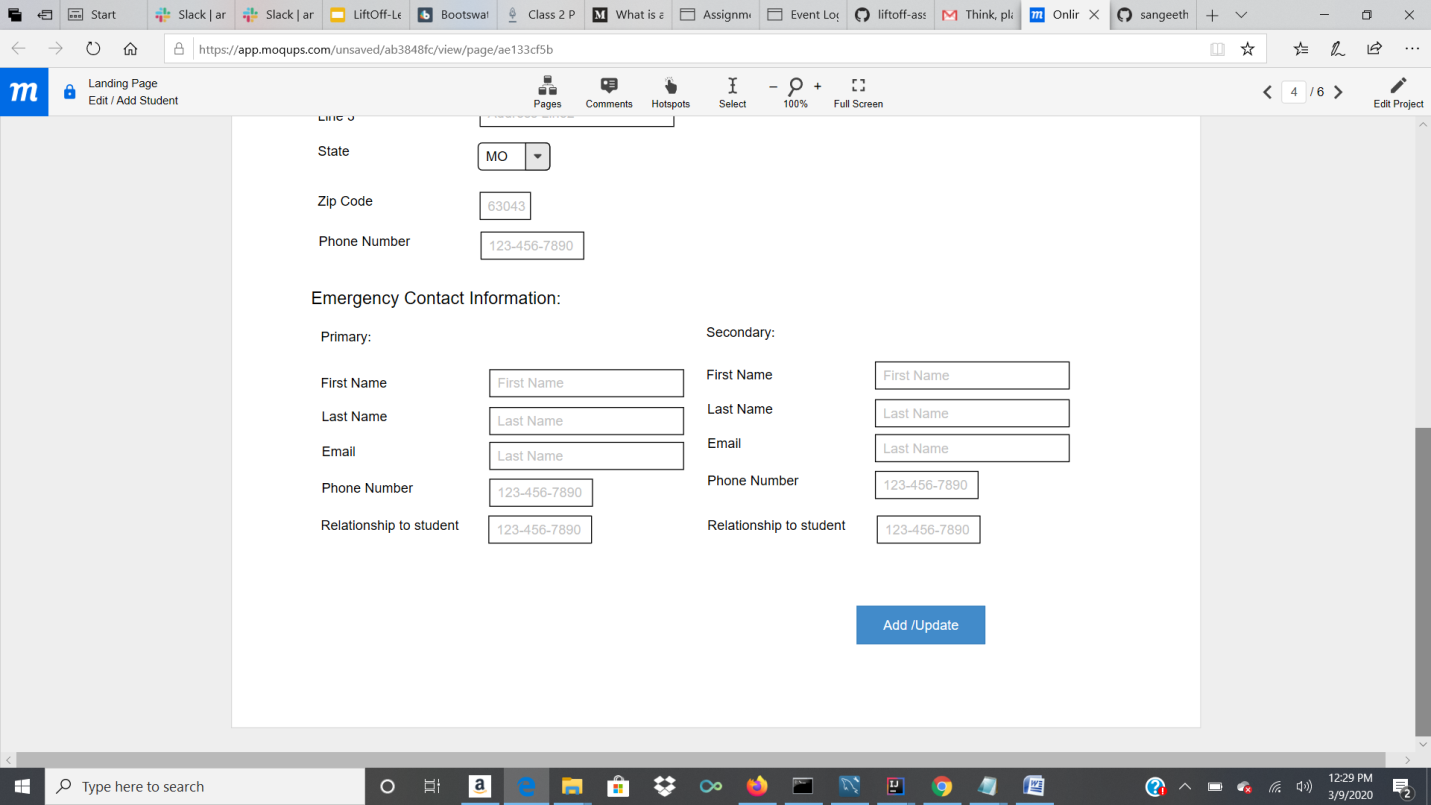 Start
Slack | ar
Slack | ar
LiftOff-Le
Bootswat
Class 2 P
What is a
Assignme
Event Log
liftoff-ass
Think, pla
Onlin
sangeeth
https://app.moqups.com/unsaved/ab3848fc/view/page/ae133cf5b
m
Landing Page
Edit / Add Student
Pages
Comments
Hotspots
Select
100%
Full Screen
4 / 6
Edit Project
Line 3
State
MO
Zip Code
63043
Phone Number
123-456-7890
Emergency Contact Information:
Primary:
First Name
First Name
Last Name
Last Name
Email
Last Name
Phone Number
123-456-7890
Relationship to student
123-456-7890
Secondary:
First Name
First Name
Last Name
Last Name
Email
Last Name
Phone Number
123-456-7890
Relationship to student
123-456-7890
Add /Update
Type here to search
12:29 PM
3/9/2020
2